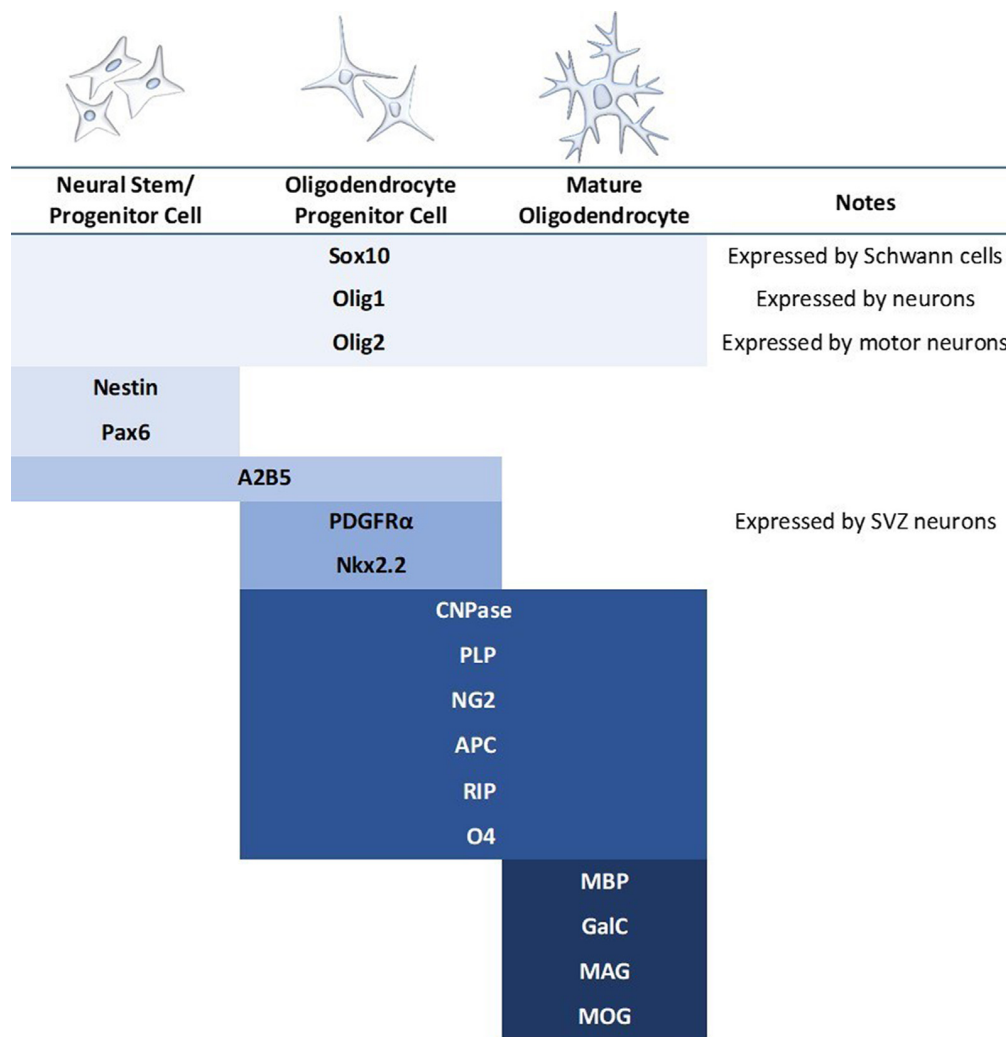 Neural Stem/
Progenitor Cell
Oligodendrocyte
Progenitor Cell
Mature
Oligodendrocyte
Notes
Sox10
Expressed by Schwann cells
Olig1
Expressed by neurons
Olig2
Expressed by motor neurons
Nestin
Pax6
A2B5
PDGFRα
Expressed by SVZ neurons
Nkx2.2
CNPase
PLP
NG2
APC
RIP
O4
MBP
GalC
MAG
MOG